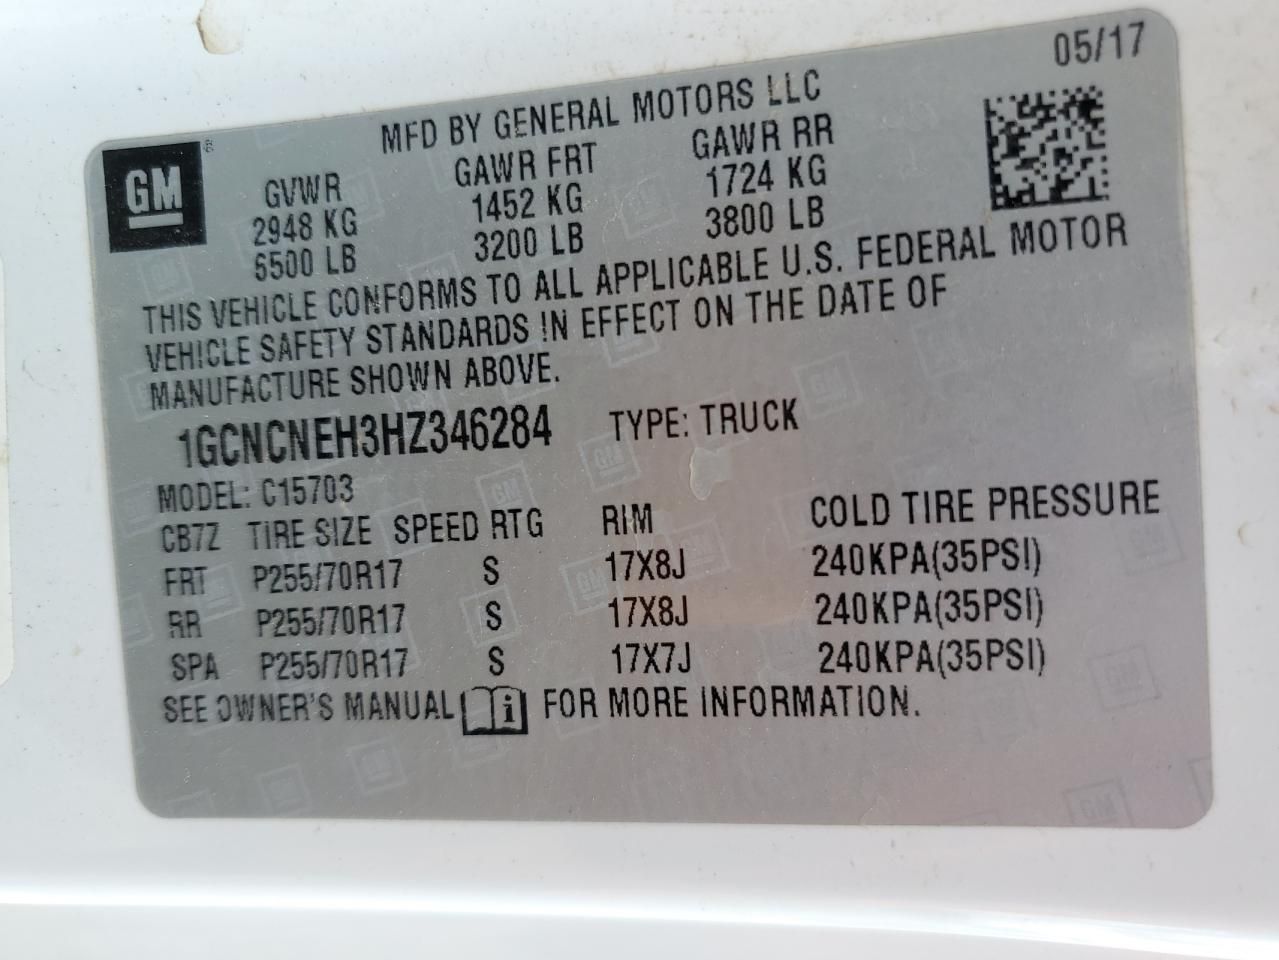 05/17
MFD BY GENERAL MOTORS LLC
GM
GVWR GAWR FRT GAWR RR
2948 KG 1452 KG 1724 KG
6500 LB 3200 LB 3800 LB
THIS VEHICLE CONFORMS TO ALL APPLICABLE U.S. FEDERAL MOTOR
VEHICLE SAFETY STANDARDS IN EFFECT ON THE DATE OF
MANUFACTURE SHOWN ABOVE.
1GCNCNEH3HZ346284 TYPE: TRUCK
MODEL: C15703
CB7Z TIRE SIZE SPEED RTG RIM COLD TIRE PRESSURE
FRT P255/70R17 S 17X8J 240KPA(35PSI)
RR P255/70R17 S 17X8J 240KPA(35PSI)
SPA P255/70R17 S 17X7J 240KPA(35PSI)
SEE OWNER'S MANUAL i FOR MORE INFORMATION.